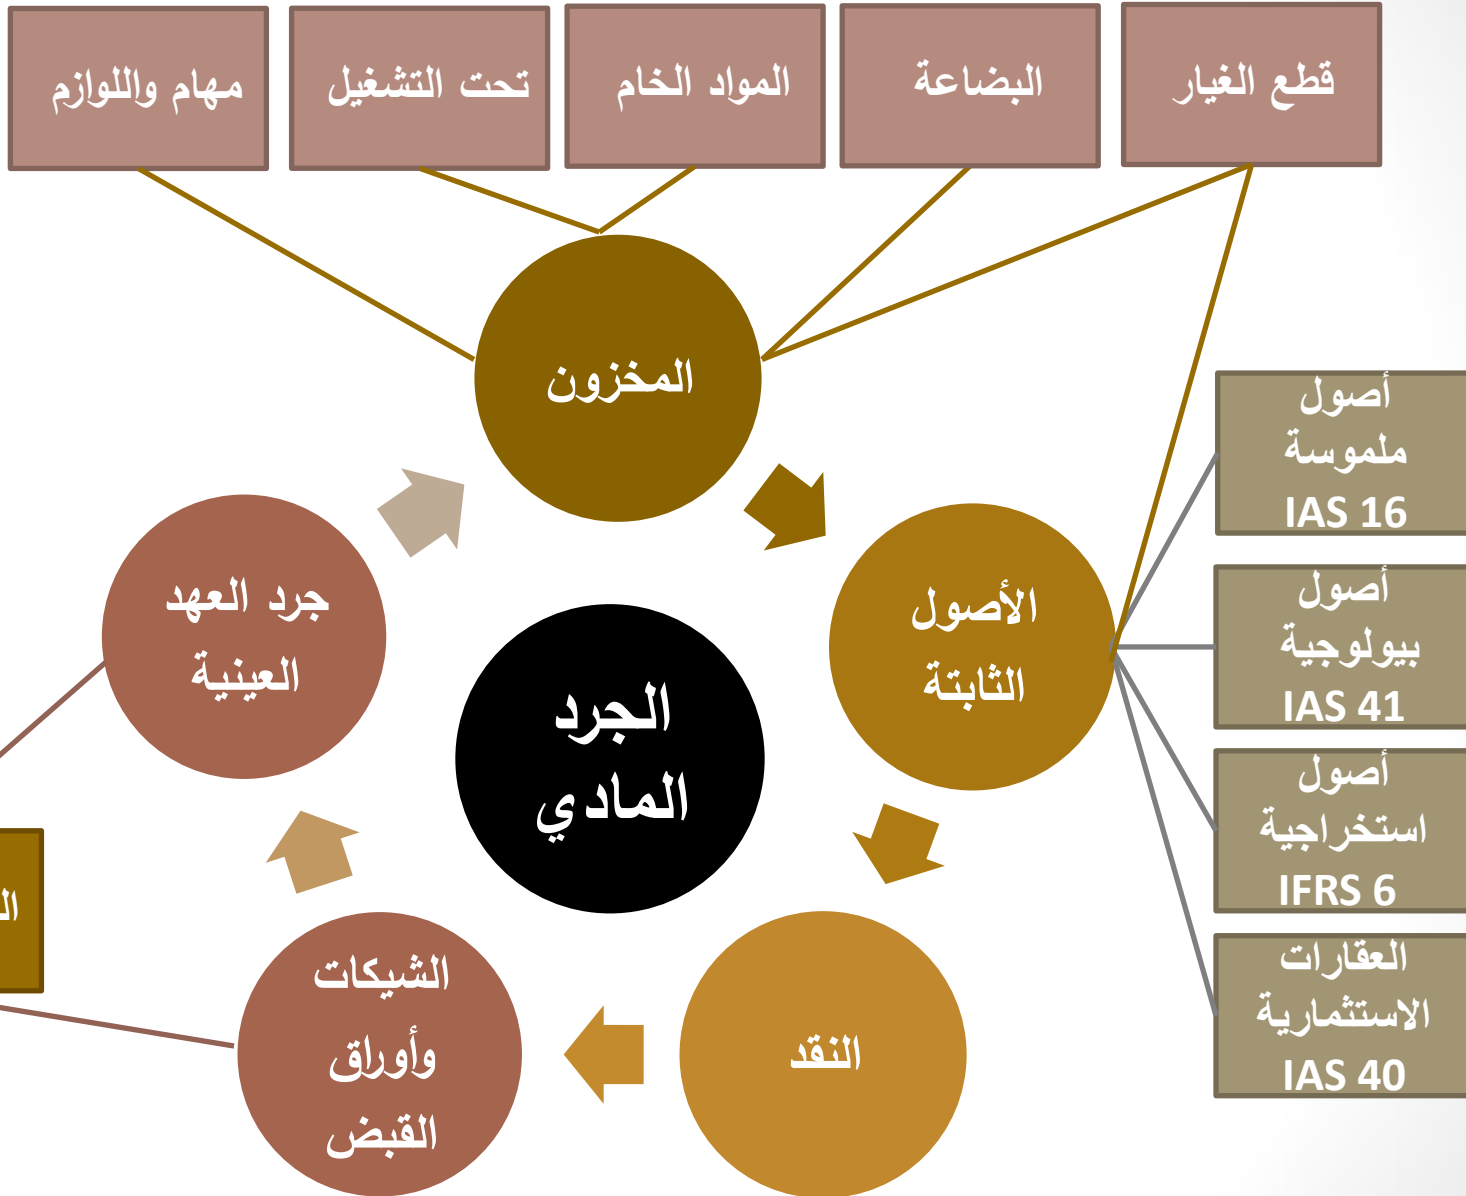 قطع الغيار
البضاعة
المواد الخام
تحت التشغيل
مهام واللوازم
المخزون
أصول
ملموسة
IAS 16
الأصول
الثابتة
أصول
بيولوجية
IAS 41
أصول
استخراجية
IFRS 6
العقارات
الاستثمارية
IAS 40
جرد العهد
العينية
الجرد
المادي
النقد
الشيكات
وأوراق
القبض